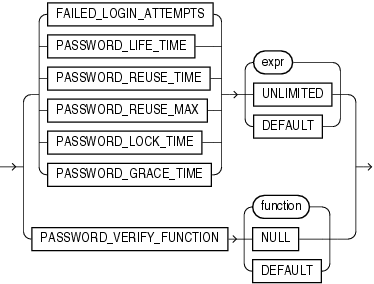 FAILED_LOGIN_ATTEMPTS
PASSWORD_LIFE_TIME
PASSWORD_REUSE_TIME
PASSWORD_REUSE_MAX
PASSWORD_LOCK_TIME
PASSWORD_GRACE_TIME
expr
UNLIMITED
DEFAULT
PASSWORD_VERIFY_FUNCTION
function
NULL
DEFAULT